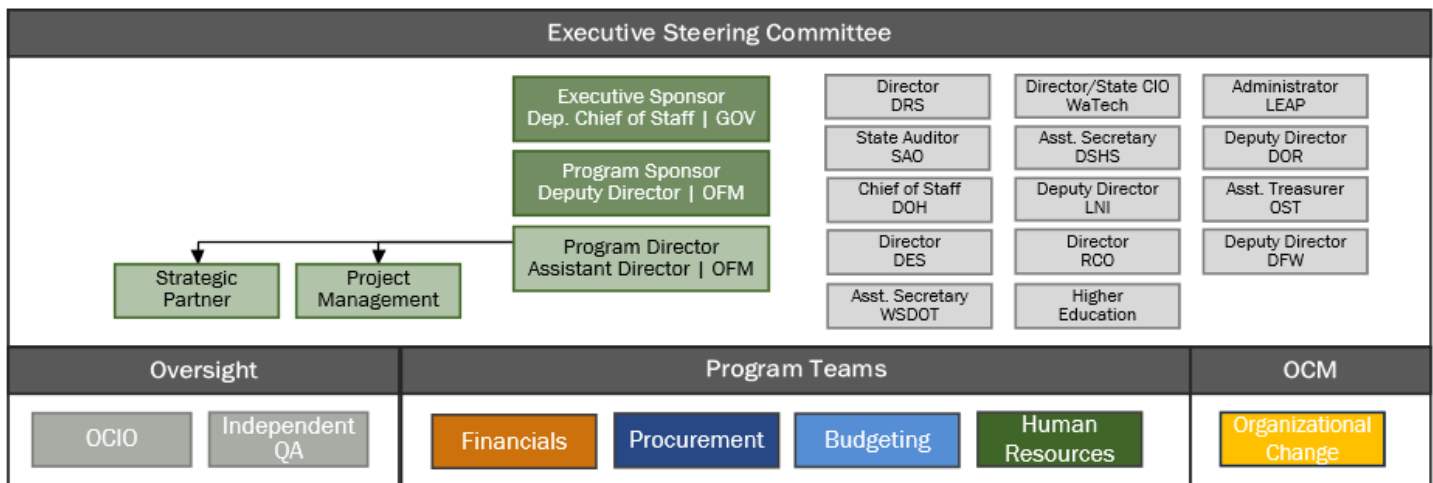 Executive Steering Committee
Executive Sponsor
Dep. Chief of Staff | GOV
Program Sponsor
Deputy Director | OFM
Program Director
Assistant Director | OFM
Strategic
Partner
Project
Management
Director
DRS
Director/State CIO
WaTech
Administrator
LEAP
State Auditor
SAO
Asst. Secretary
DSHS
Deputy Director
DOR
Chief of Staff
DOH
Deputy Director
LNI
Asst. Treasurer
OST
Director
DES
Director
RCO
Deputy Director
DFW
Asst. Secretary
WSDOT
Higher
Education
Oversight
OCIO
Independent
QA
Program Teams
Financials
Procurement
Budgeting
Human
Resources
OCM
Organizational
Change